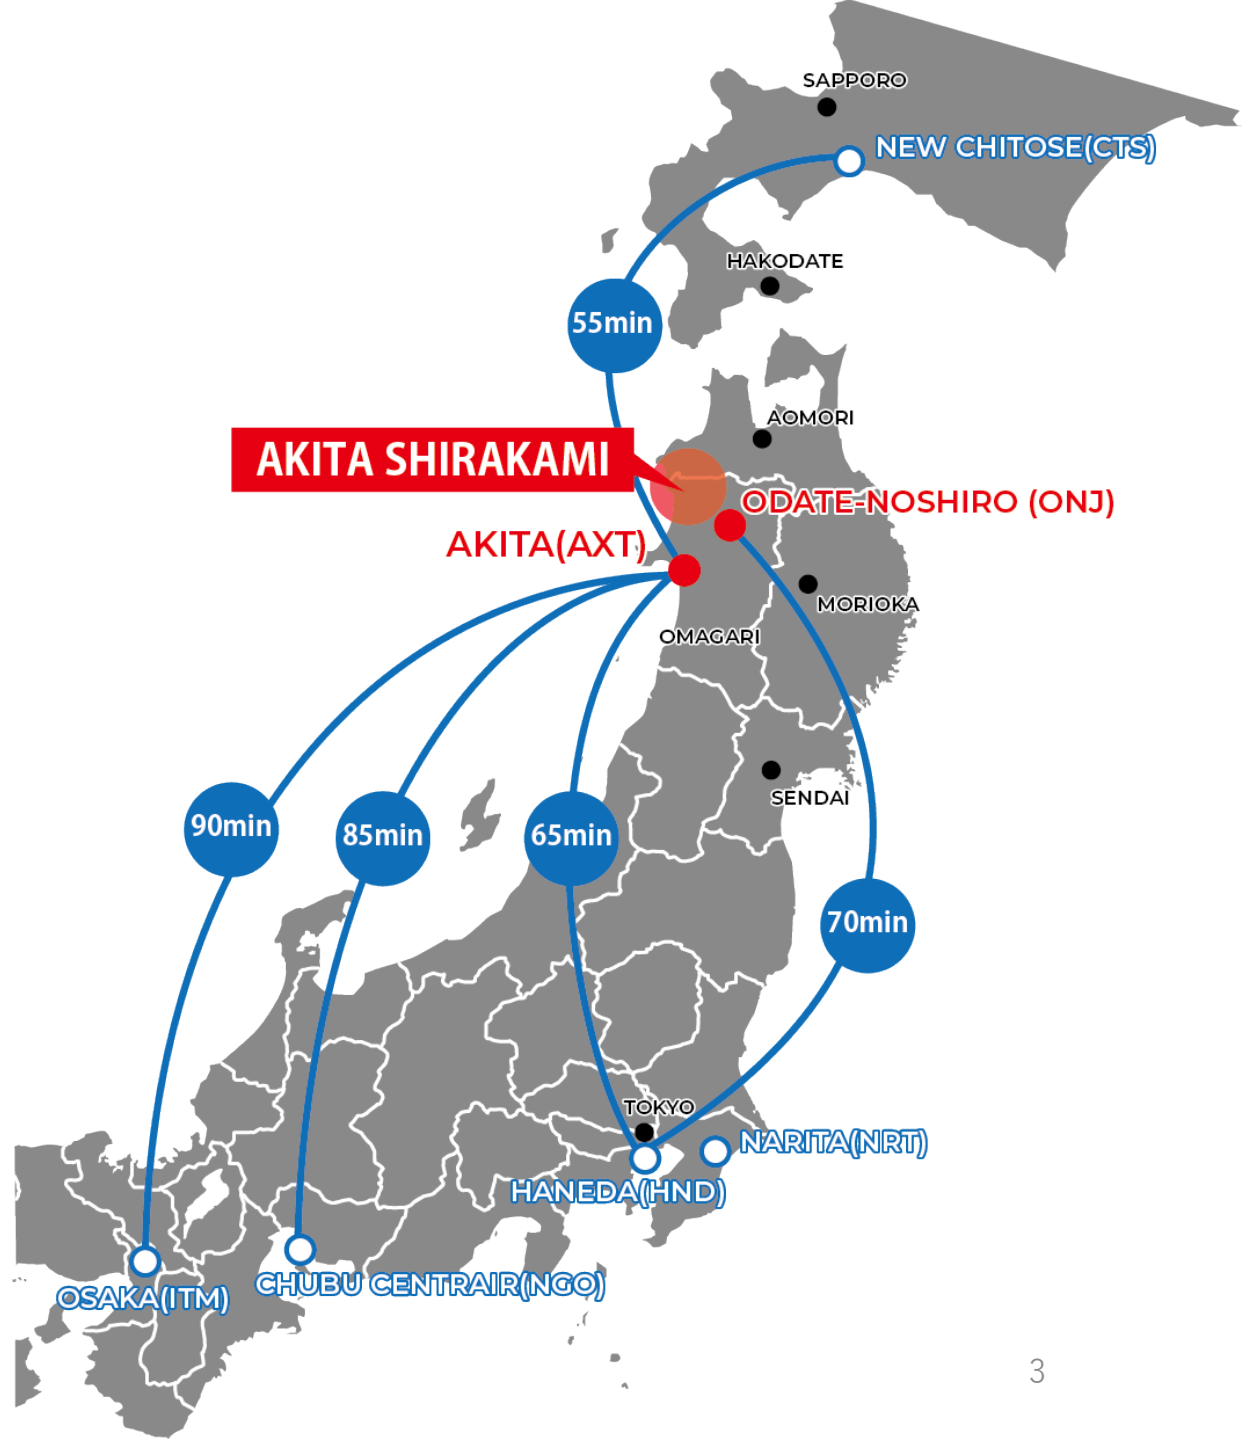 SAPPORO
NEW CHITOSE(CTS)
HAKODATE
55min
AOMORI
AKITA SHIRAKAMI
ODATE-NOSHIRO (ONJ)
AKITA(AXT)
MORIOKA
OMAGARI
SENDAI
90min
85min
65min
70min
TOKYO
NARITA(NRT)
HANEDA(HND)
CHUBU CENTRAIR(NGO)
OSAKA(ITM)
3